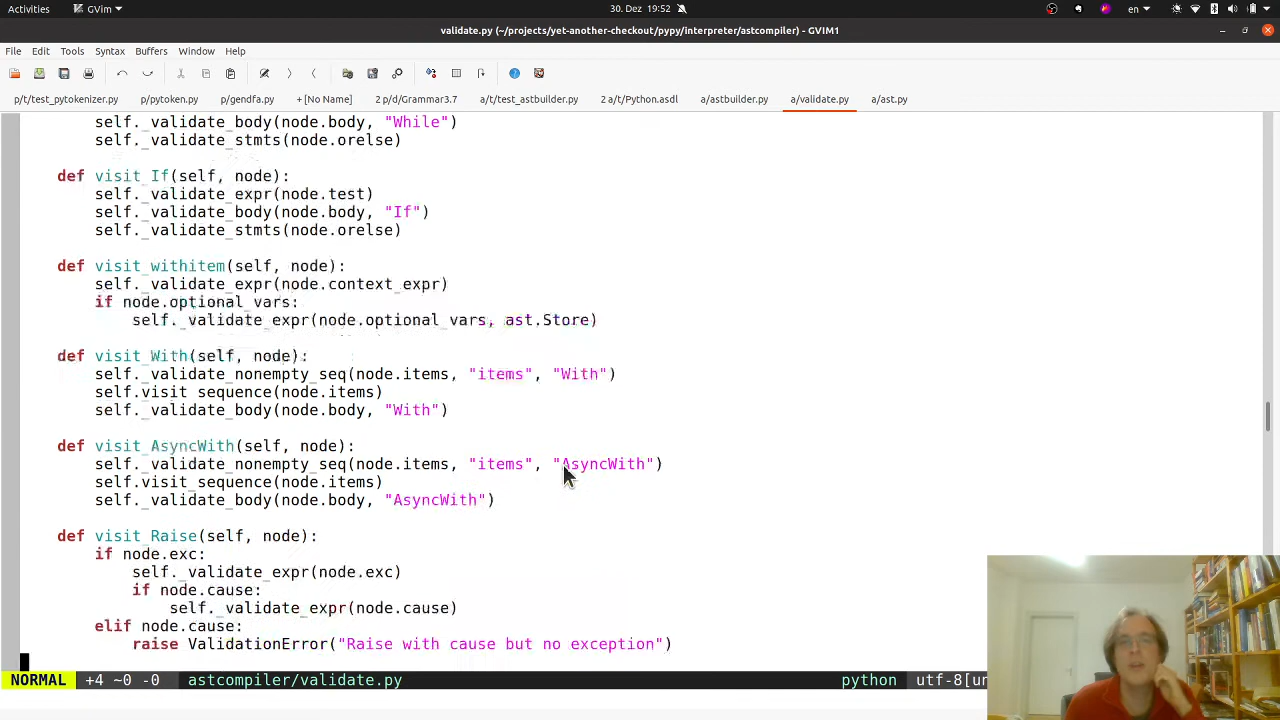 Activities GVim 30. Dez 19:52 en
validate.py (~/projects/yet-another-checkout/pypy/interpreter/astcompiler) - GVIM1
File Edit Tools Syntax Buffers Window Help
p/t/test_pytokenizer.py p/pytoken.py p/gendfa.py + [No Name] 2 p/d/Grammar3.7 a/t/test_astbuilder.py 2 a/t/Python.asdl a/astbuilder.py a/validate.py a/ast.py
self._validate_body(node.body, "While")
self._validate_stmts(node.orelse)
def visit_If(self, node):
self._validate_expr(node.test)
self._validate_body(node.body, "If")
self._validate_stmts(node.orelse)
def visit_withitem(self, node):
self._validate_expr(node.context_expr)
if node.optional_vars:
self._validate_expr(node.optional_vars, ast.Store)
def visit_With(self, node):
self._validate_nonempty_seq(node.items, "items", "With")
self.visit_sequence(node.items)
self._validate_body(node.body, "With")
def visit_AsyncWith(self, node):
self._validate_nonempty_seq(node.items, "items", "AsyncWith")
self.visit_sequence(node.items)
self._validate_body(node.body, "AsyncWith")
def visit_Raise(self, node):
if node.exc:
self._validate_expr(node.exc)
if node.cause:
self._validate_expr(node.cause)
elif node.cause:
raise ValidationError("Raise with cause but no exception")
NORMAL +4 ~0 -0 astcompiler/validate.py python utf-8[un